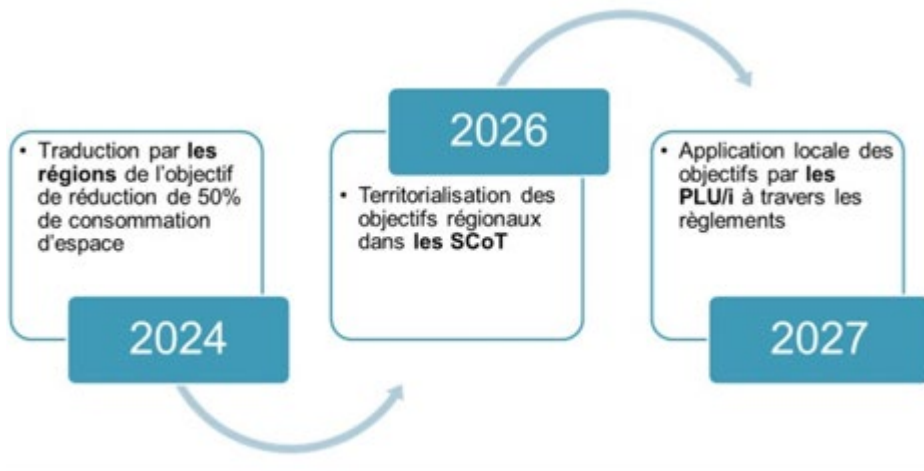 • Traduction par les
régions de l'objectif
de réduction de 50%
de consommation
d'espace
2024
2026
• Territorialisation des
objectifs régionaux
dans les SCoT
• Application locale des
objectifs par les
PLU/i à travers les
règlements
2027